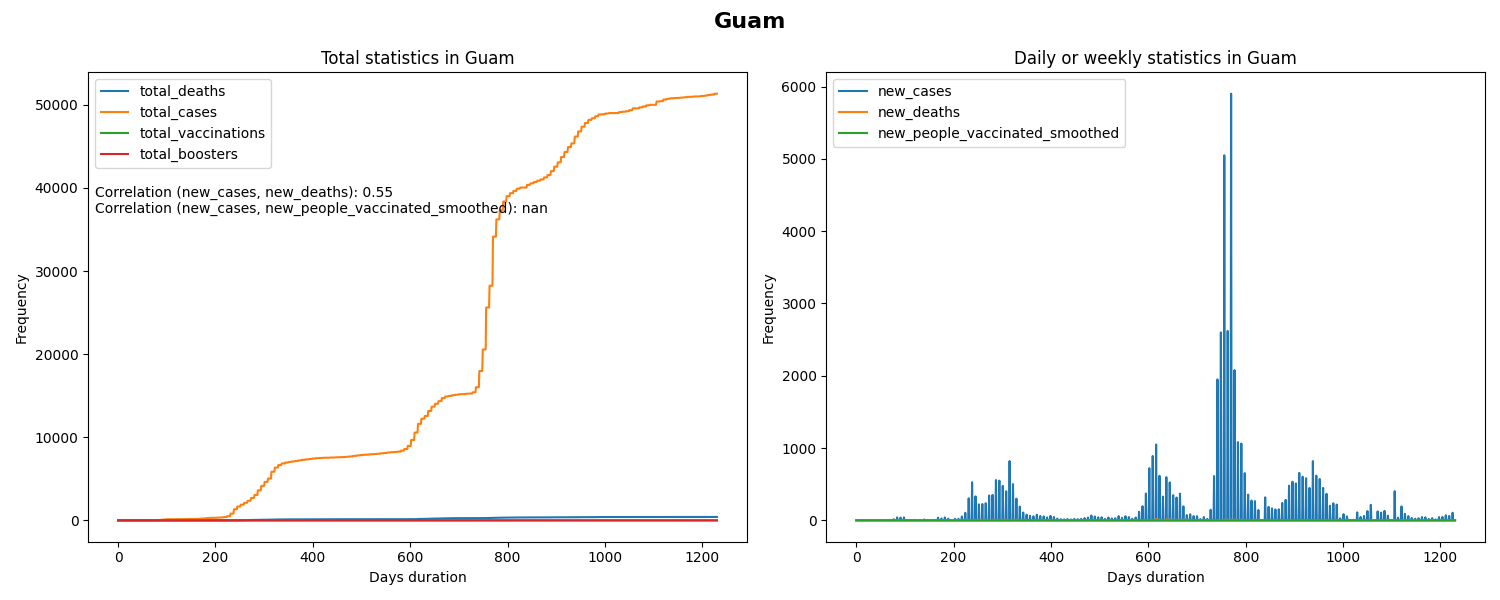 Guam
Total statistics in Guam
total_deaths
total_cases
total_vaccinations
total_boosters
Correlation (new_cases, new_deaths): 0.55
Correlation (new_cases, new_people_vaccinated_smoothed): nan
Frequency
50000
40000
30000
20000
10000
0
0 200 400 600 800 1000 1200
Days duration
Daily or weekly statistics in Guam
new_cases
new_deaths
new_people_vaccinated_smoothed
Frequency
6000
5000
4000
3000
2000
1000
0
0 200 400 600 800 1000 1200
Days duration